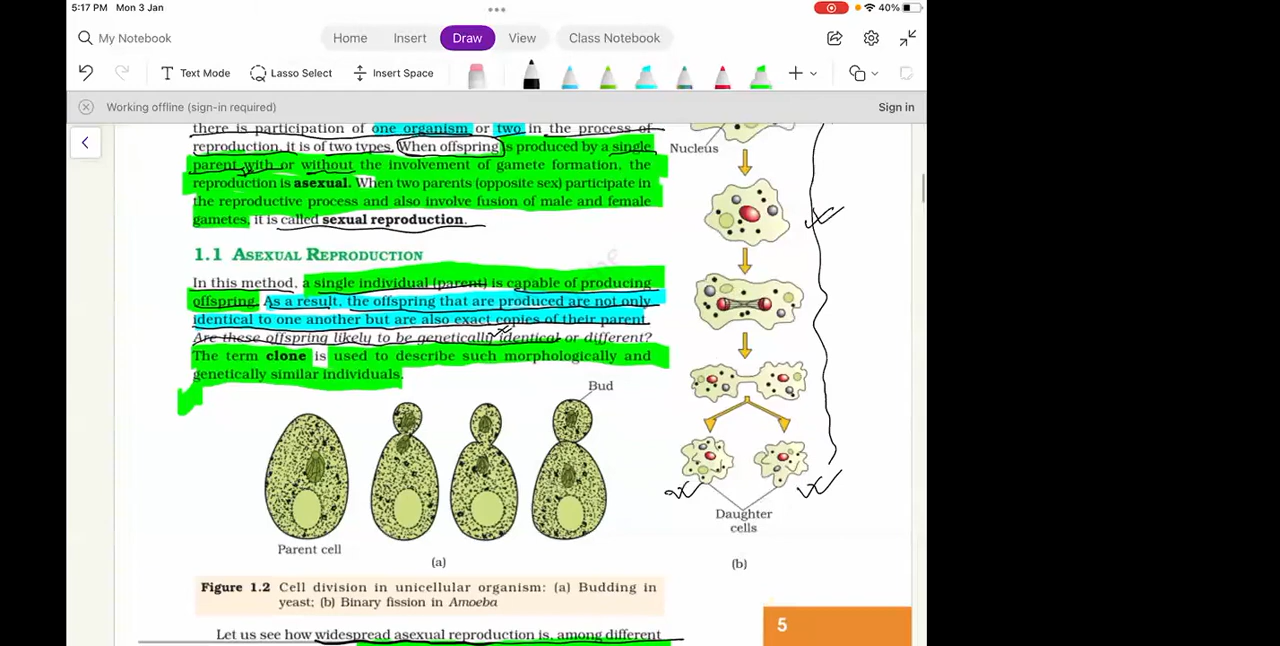 5:17 PM Mon 3 Jan
40%
My Notebook
Home Insert Draw View Class Notebook
Text Mode Lasso Select Insert Space
Working offline (sign-in required) Sign in
there is participation of one organism or two in the process of
reproduction, it is of two types. When offspring is produced by a single
parent with or without the involvement of gamete formation, the
reproduction is asexual. When two parents (opposite sex) participate in
the reproductive process and also involve fusion of male and female
gametes, it is called sexual reproduction.
Nucleus
1.1 ASEXUAL REPRODUCTION
In this method, a single individual (parent) is capable of producing
offspring. As a result, the offspring that are produced are not only
identical to one another but are also exact copies of their parent.
Are these offspring likely to be genetically identical or different?
The term clone is used to describe such morphologically and
genetically similar individuals.
Bud
Parent cell
(a)
Daughter
cells
(b)
Figure 1.2 Cell division in unicellular organism: (a) Budding in
yeast; (b) Binary fission in Amoeba
5
Let us see how widespread asexual reproduction is, among different